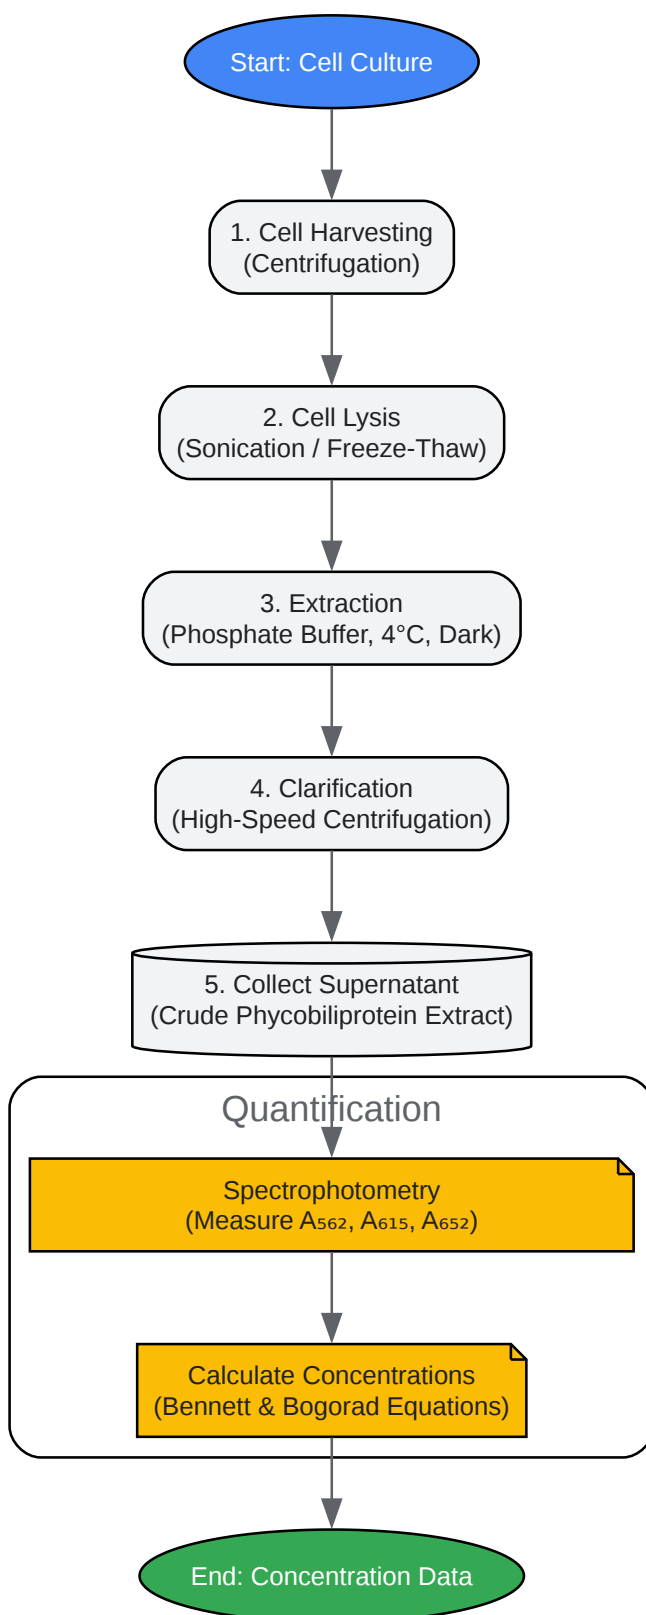 Start: Cell Culture
1. Cell Harvesting
(Centrifugation)
2. Cell Lysis
(Sonication / Freeze-Thaw)
3. Extraction
(Phosphate Buffer, 4°C, Dark)
4. Clarification
(High-Speed Centrifugation)
5. Collect Supernatant
(Crude Phycobiliprotein Extract)
Quantification
Spectrophotometry
(Measure A₅₆₂, A₆₁₅, A₆₅₂)
Calculate Concentrations
(Bennett & Bogorad Equations)
End: Concentration Data